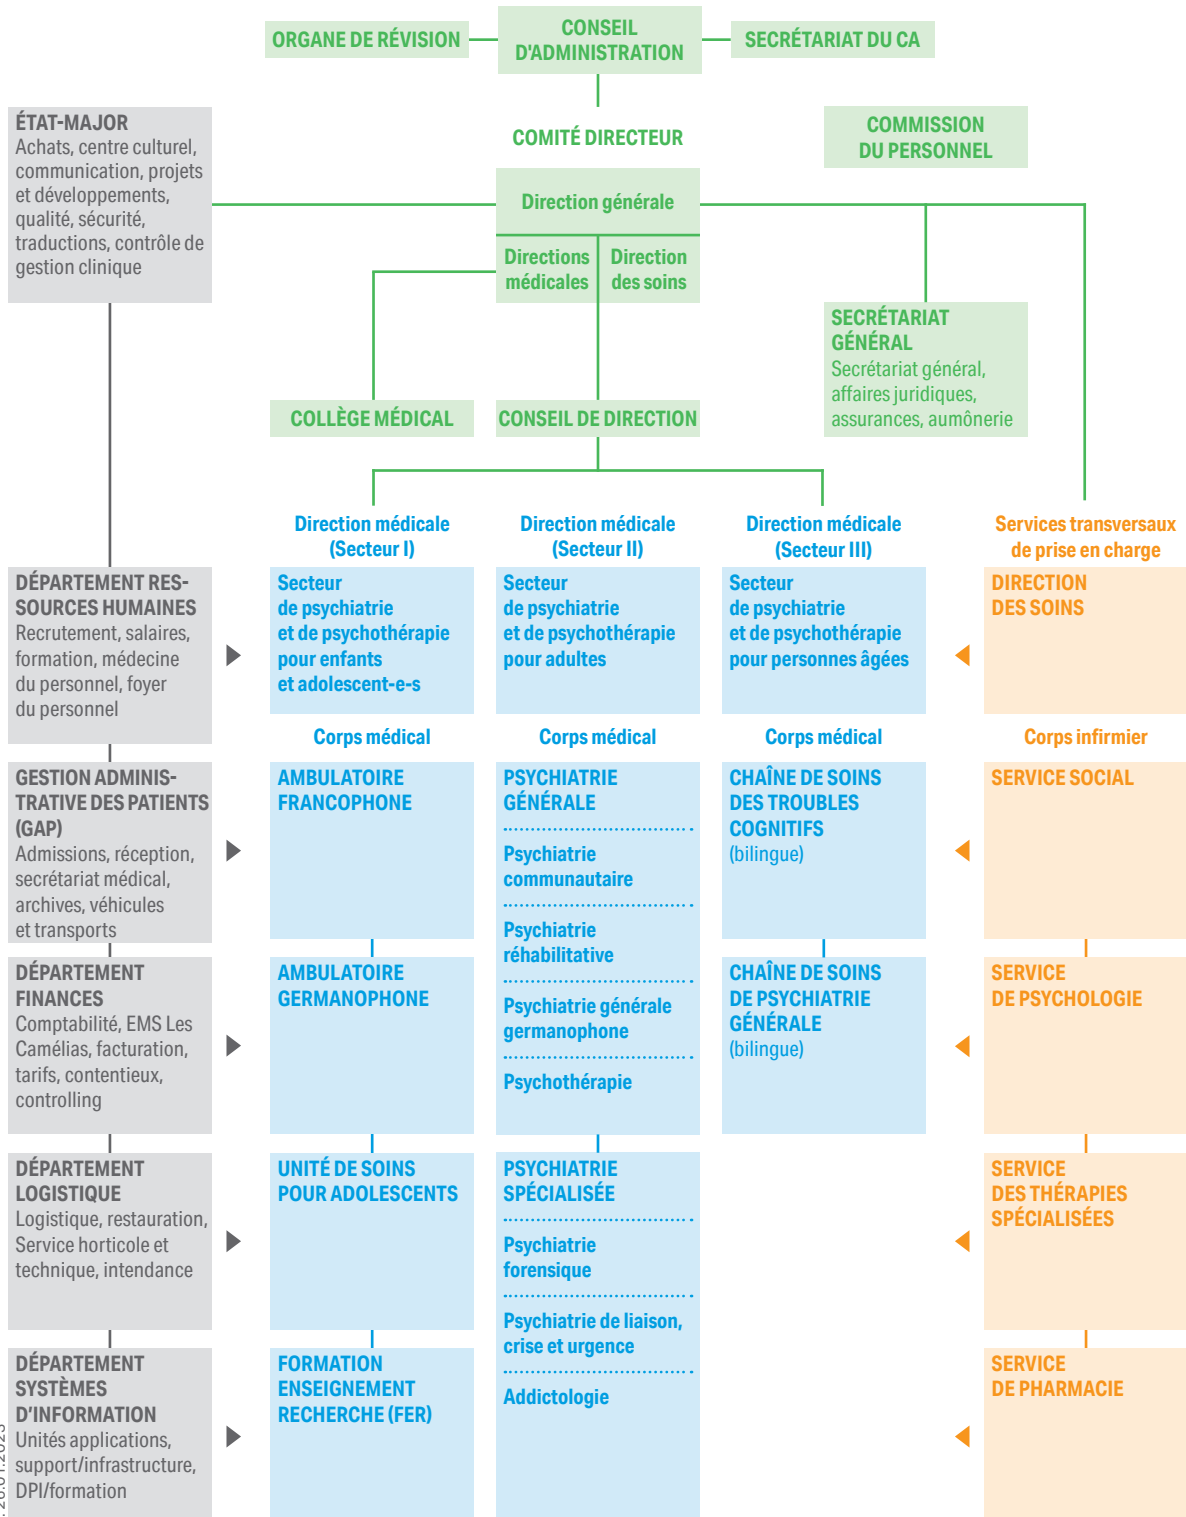 ORGANE DE RÉVISION
CONSEIL
D'ADMINISTRATION
SECRÉTARIAT DU CA
ÉTAT-MAJOR
Achats, centre culturel,
communication, projets
et développements,
qualité, sécurité,
traductions, contrôle de
gestion clinique
COMITÉ DIRECTEUR
COMMISSION
DU PERSONNEL
Direction générale
Directions
médicales
Direction
des soins
SECRÉTARIAT
GÉNÉRAL
Secrétariat général,
affaires juridiques,
assurances, aumônerie
COLLÈGE MÉDICAL
CONSEIL DE DIRECTION
Direction médicale
(Secteur I)
Direction médicale
(Secteur II)
Direction médicale
(Secteur III)
Services transversaux
de prise en charge
DÉPARTEMENT RES-
SOURCES HUMAINES
Recrutement, salaires,
formation, médecine
du personnel, foyer
du personnel
Secteur
de psychiatrie
et de psychothérapie
pour enfants
et adolescent-e-s
Secteur
de psychiatrie
et de psychothérapie
pour adultes
Secteur
de psychiatrie
et de psychothérapie
pour personnes âgées
DIRECTION
DES SOINS
Corps médical
Corps médical
Corps médical
Corps infirmier
GESTION ADMINIS-
TRATIVE DES PATIENTS
(GAP)
Admissions, réception,
secrétariat médical,
archives, véhicules
et transports
AMBULATOIRE
FRANCOPHONE
PSYCHIATRIE
GÉNÉRALE
Psychiatrie
communautaire
Psychiatrie
réhabilitative
Psychiatrie générale
germanophone
Psychothérapie
CHAÎNE DE SOINS
DES TROUBLES
COGNITIFS
(bilingue)
SERVICE SOCIAL
DÉPARTEMENT
FINANCES
Comptabilité, EMS Les
Camélias, facturation,
tarifs, contentieux,
controlling
AMBULATOIRE
GERMANOPHONE
CHAÎNE DE SOINS
DE PSYCHIATRIE
GÉNÉRALE
(bilingue)
SERVICE
DE PSYCHOLOGIE
DÉPARTEMENT
LOGISTIQUE
Logistique, restauration,
Service horticole et
technique, intendance
UNITÉ DE SOINS
POUR ADOLESCENTS
PSYCHIATRIE
SPÉCIALISÉE
Psychiatrie
forensique
Psychiatrie de liaison,
crise et urgence
Addictologie
SERVICE
DES THÉRAPIES
SPÉCIALISÉES
DÉPARTEMENT
SYSTÈMES
D'INFORMATION
Unités applications,
support/infrastructure,
DPI/formation
FORMATION
ENSEIGNEMENT
RECHERCHE (FER)
SERVICE
DE PHARMACIE